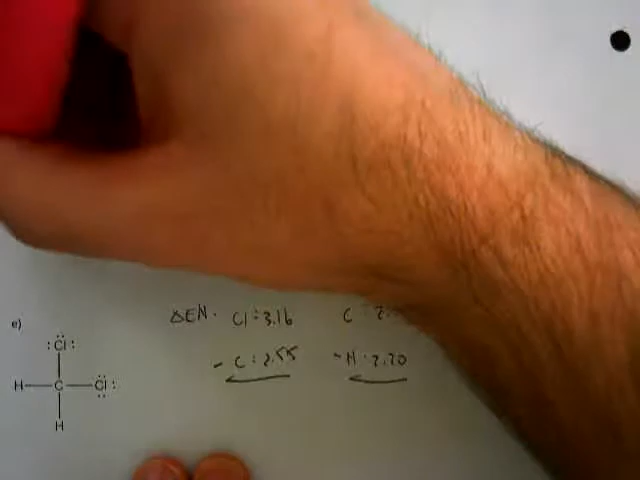 ΔEN. Cl: 3.16 C
e)
:Cl:
- C: 2.55 - H: 2.20
H C Cl:
H